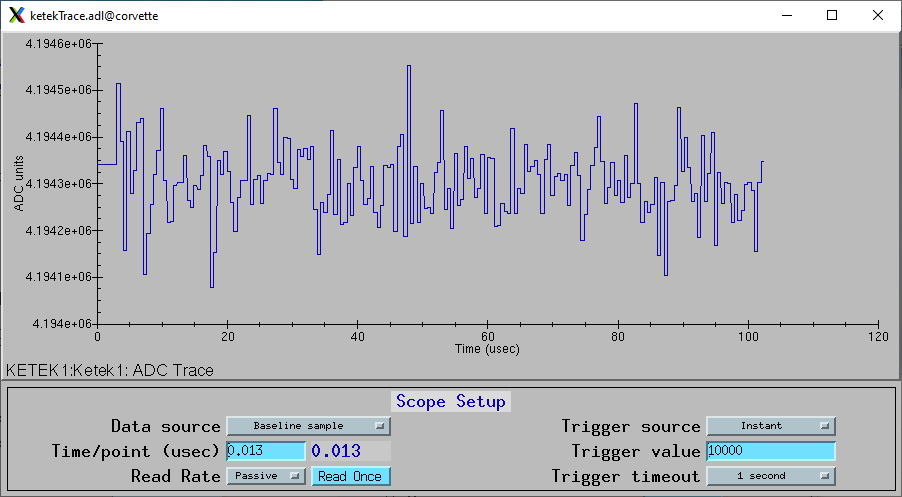 ketekTrace.adl@corvette
4.1946e+06
4.1945e+06
4.1944e+06
4.1943e+06
4.1942e+06
4.1941e+06
4.194e+06
ADC units
0 20 40 60 80 100 120
Time (usec)
KETEK1:Ketek1: ADC Trace
Scope Setup
Data source Baseline sample Trigger source Instant
Time/point (usec) 0.013 0.013 Trigger value 10000
Read Rate Passive Read Once Trigger timeout 1 second